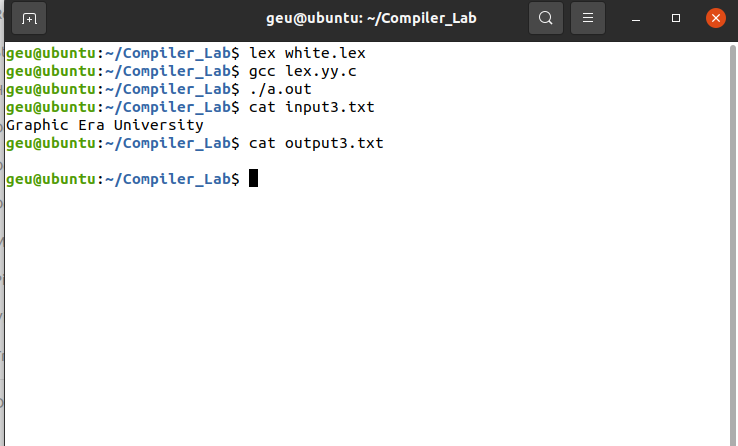 geu@ubuntu: ~/Compiler_Lab
geu@ubuntu:~/Compiler_Lab$ lex white.lex
geu@ubuntu:~/Compiler_Lab$ gcc lex.yy.c
geu@ubuntu:~/Compiler_Lab$ ./a.out
geu@ubuntu:~/Compiler_Lab$ cat input3.txt
Graphic Era University
geu@ubuntu:~/Compiler_Lab$ cat output3.txt
geu@ubuntu:~/Compiler_Lab$